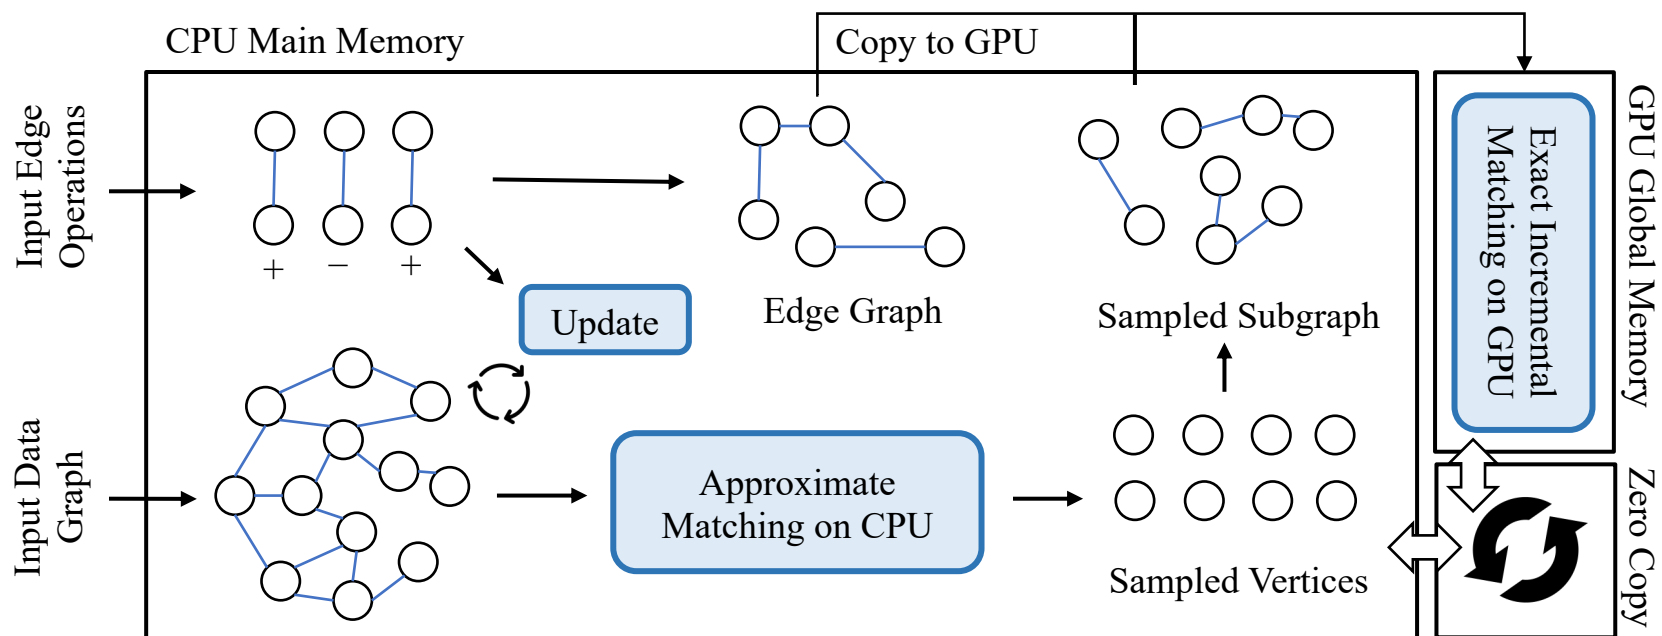 CPU Main Memory
Copy to GPU
Input Edge
Operations
+ − +
Update
Edge Graph
Sampled Subgraph
Exact Incremental
Matching on GPU
GPU Global Memory
Input Data
Graph
Approximate
Matching on CPU
Sampled Vertices
Zero Copy